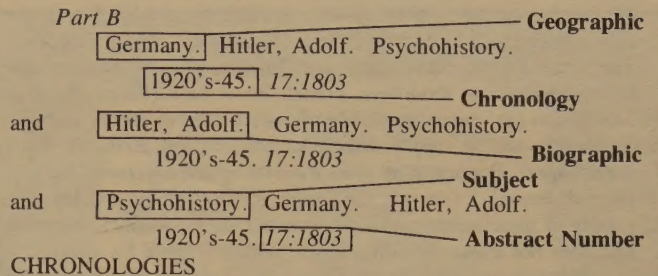 Part B
Geographic
Germany. Hitler, Adolf. Psychohistory.
1920's-45. 17:1803
Chronology
and Hitler, Adolf. Germany. Psychohistory.
1920's-45. 17:1803
Biographic
Subject
and Psychohistory. Germany. Hitler, Adolf.
1920's-45. 17:1803
Abstract Number
CHRONOLOGIES